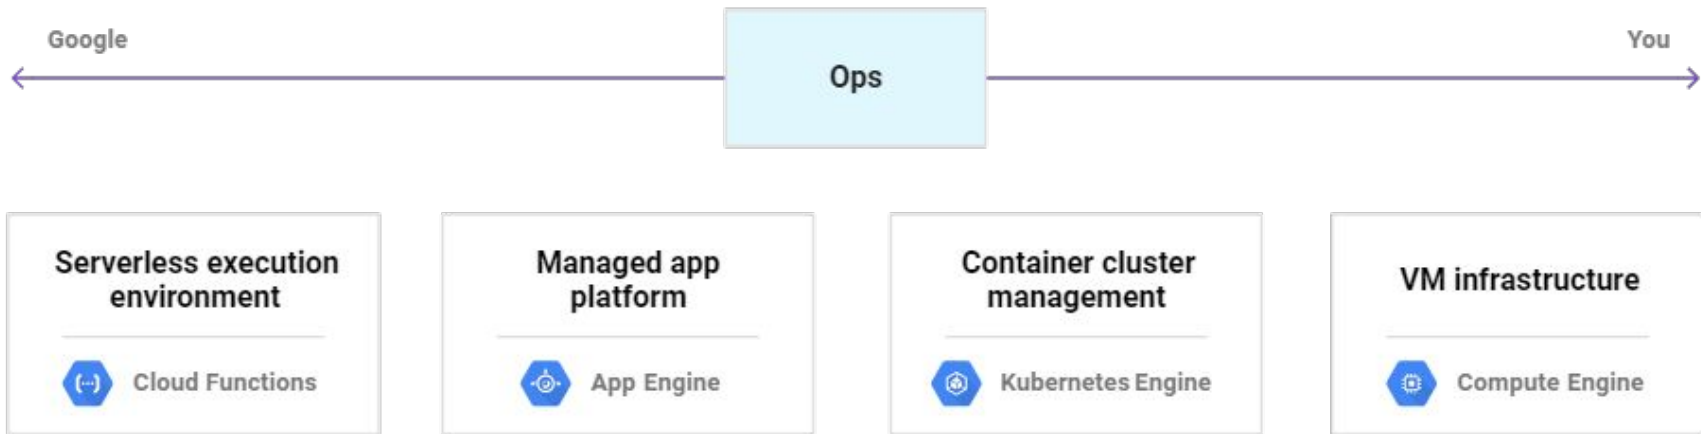 Google
You
Ops
Serverless execution
environment
Cloud Functions
Managed app
platform
App Engine
Container cluster
management
Kubernetes Engine
VM infrastructure
Compute Engine